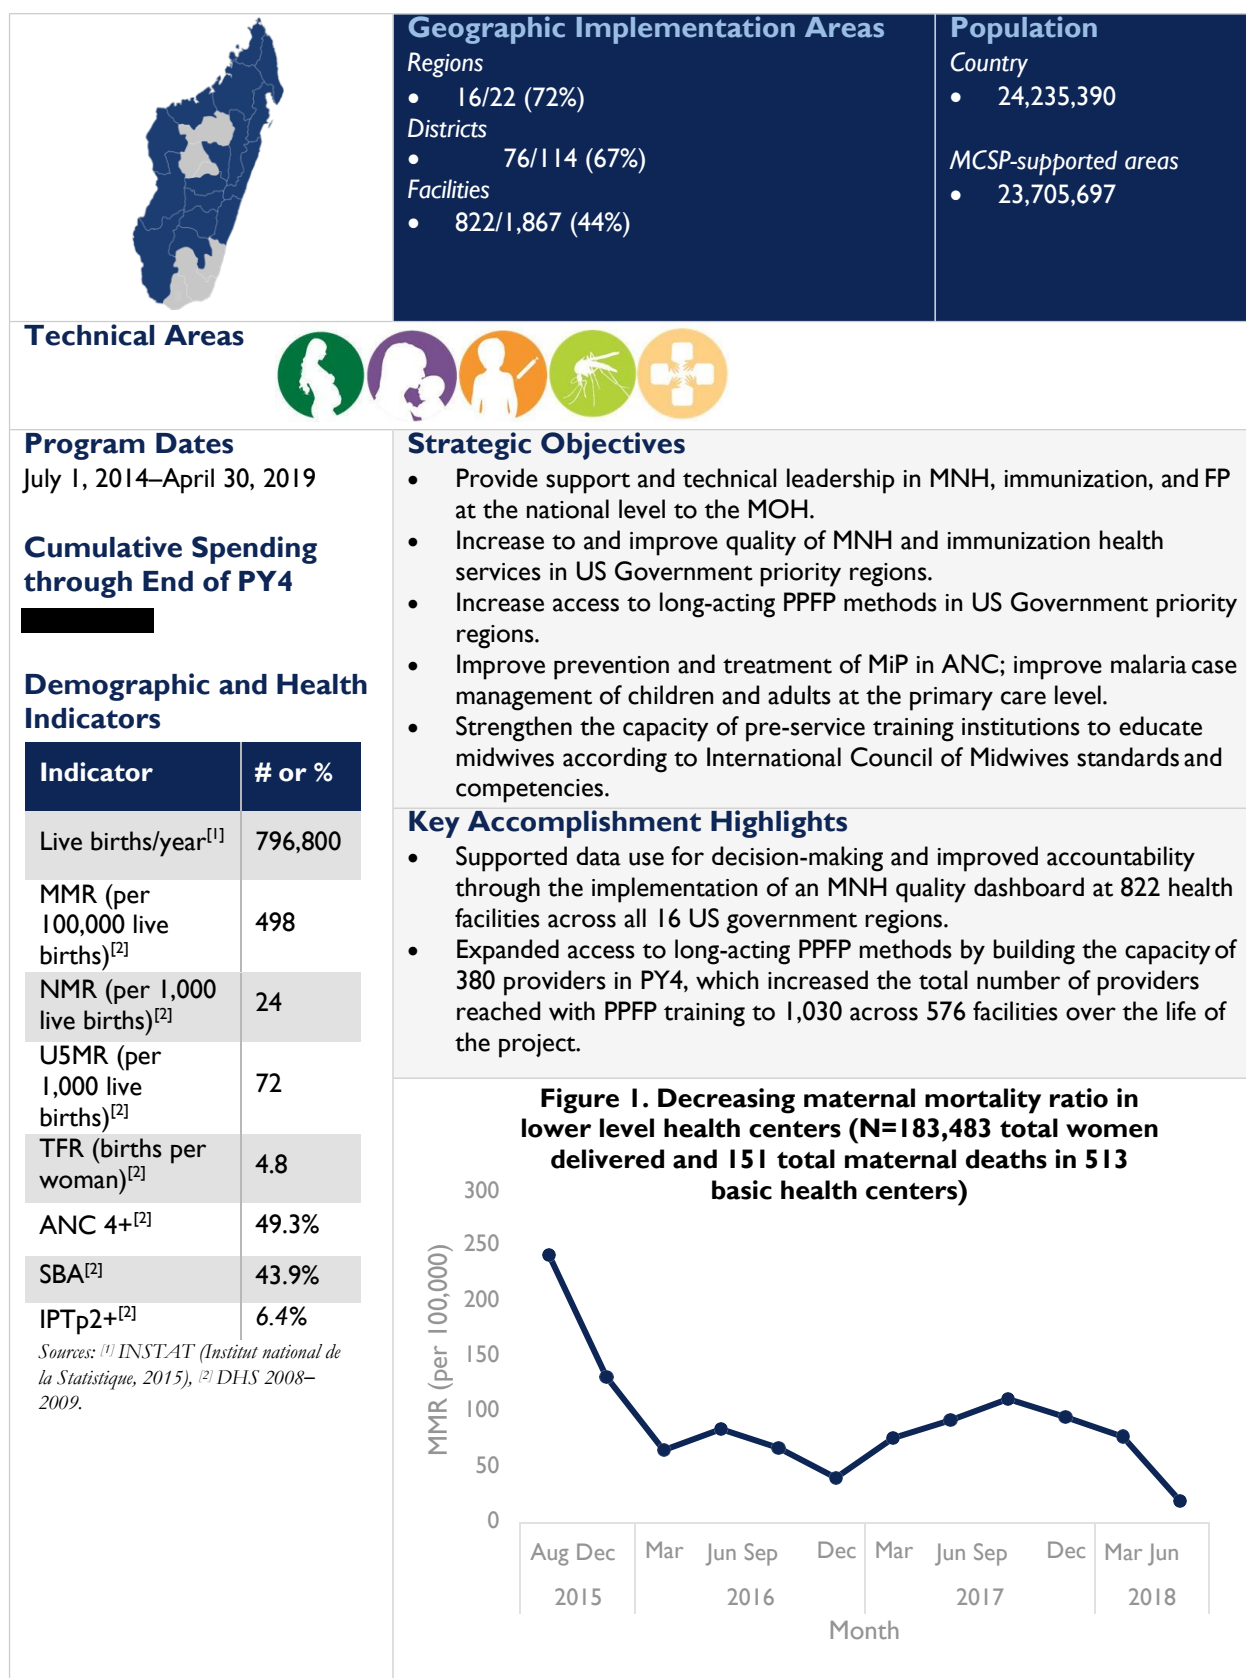 Geographic Implementation Areas
Regions
• 16/22 (72%)
Districts
• 76/114 (67%)
Facilities
• 822/1,867 (44%)
Population
Country
• 24,235,390
MCSP-supported areas
• 23,705,697
Technical Areas
Program Dates
July 1, 2014–April 30, 2019
Cumulative Spending
through End of PY4
Demographic and Health
Indicators
Indicator # or %
Live births/year[1] 796,800
MMR (per
100,000 live
births)[2]
498
NMR (per 1,000
live births)[2]
24
U5MR (per
1,000 live
births)[2]
72
TFR (births per
woman)[2]
4.8
ANC 4+[2] 49.3%
SBA[2] 43.9%
IPTp2+[2] 6.4%
Sources: [1] INSTAT (Institut national de
la Statistique, 2015), [2] DHS 2008–
2009.
Strategic Objectives
• Provide support and technical leadership in MNH, immunization, and FP
at the national level to the MOH.
• Increase to and improve quality of MNH and immunization health
services in US Government priority regions.
• Increase access to long-acting PPFP methods in US Government priority
regions.
• Improve prevention and treatment of MiP in ANC; improve malaria case
management of children and adults at the primary care level.
• Strengthen the capacity of pre-service training institutions to educate
midwives according to International Council of Midwives standards and
competencies.
Key Accomplishment Highlights
• Supported data use for decision-making and improved accountability
through the implementation of an MNH quality dashboard at 822 health
facilities across all 16 US government regions.
• Expanded access to long-acting PPFP methods by building the capacity of
380 providers in PY4, which increased the total number of providers
reached with PPFP training to 1,030 across 576 facilities over the life of
the project.
Figure 1. Decreasing maternal mortality ratio in
lower level health centers (N=183,483 total women
delivered and 151 total maternal deaths in 513
basic health centers)
MMR (per 100,000)
300
250
200
150
100
50
0
Aug Dec Mar Jun Sep Dec Mar Jun Sep Dec Mar Jun
2015 2016 2017 2018
Month